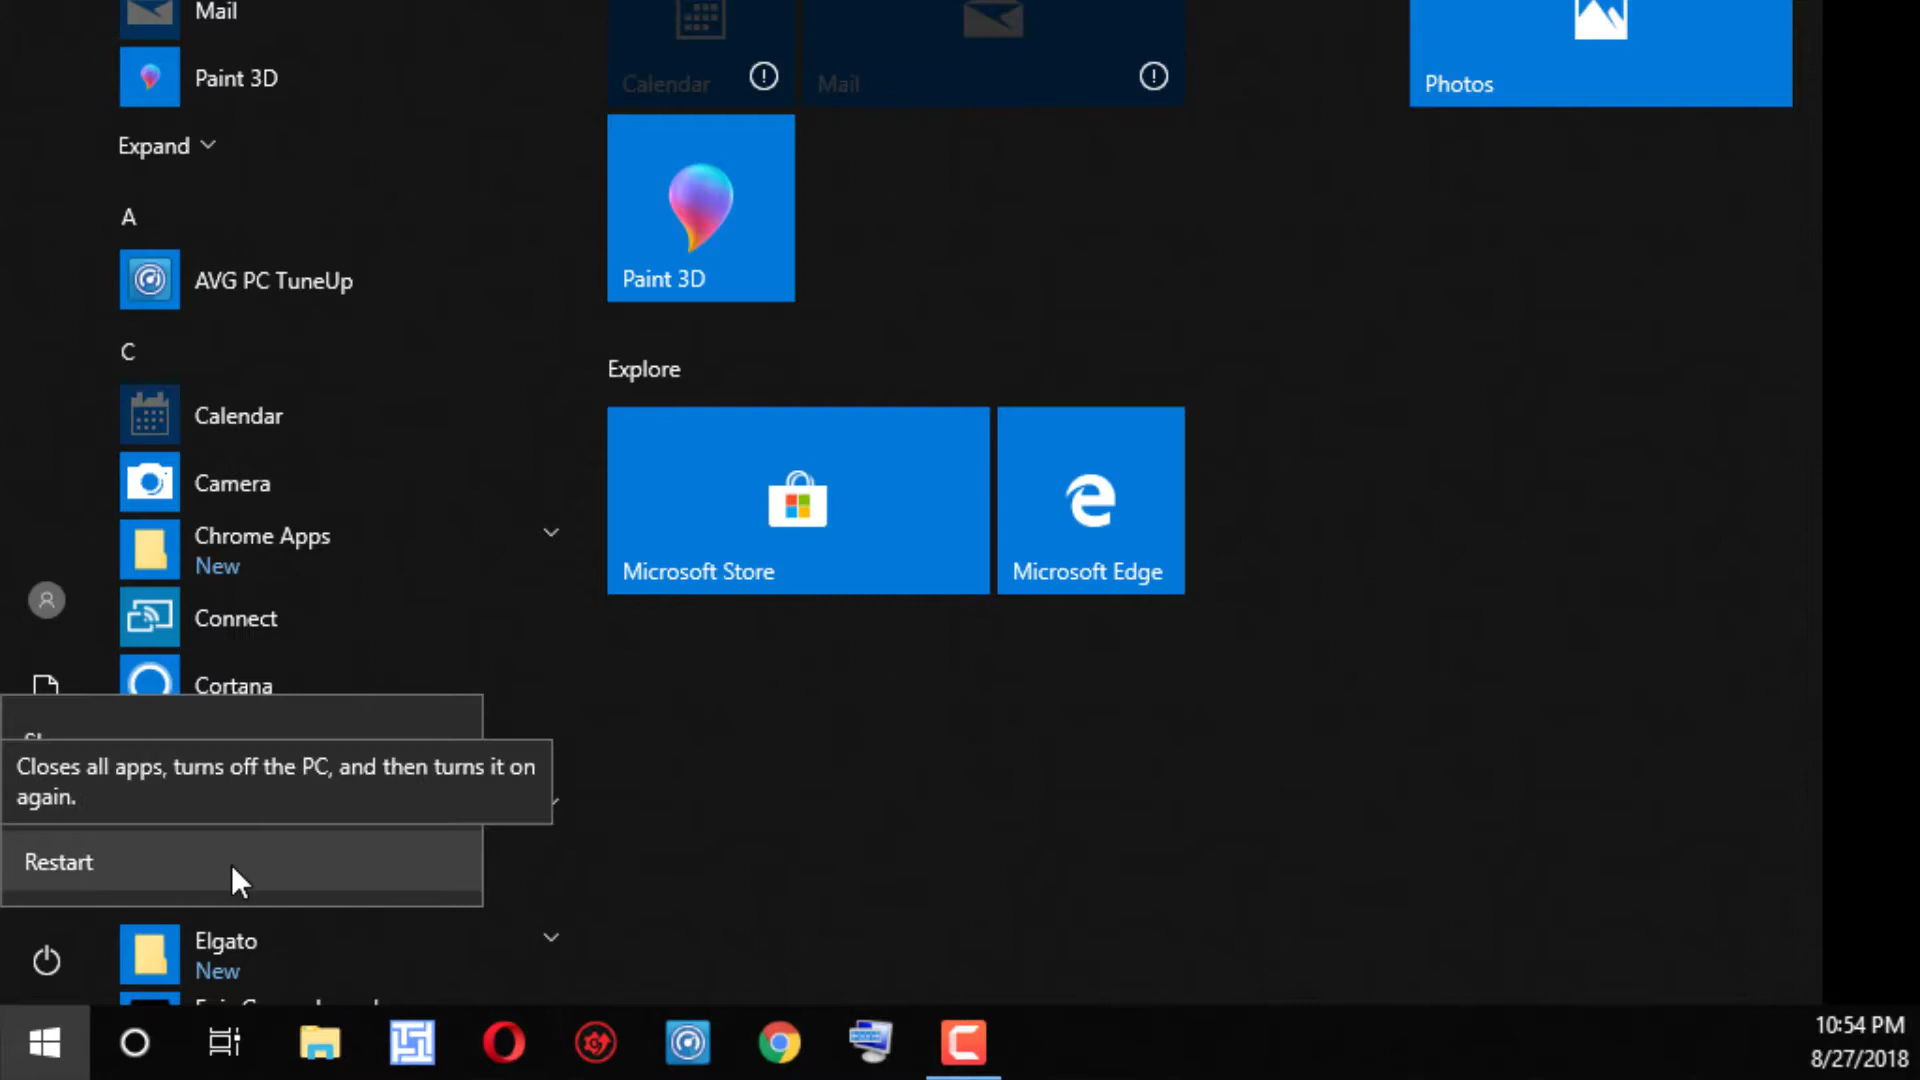 Mail
Paint 3D
Expand
A
AVG PC TuneUp
C
Calendar
Camera
Chrome Apps
New
Connect
Cortana
Closes all apps, turns off the PC, and then turns it on
again.
Restart
Elgato
New
Calendar
Mail
Photos
Paint 3D
Explore
Microsoft Store
Microsoft Edge
10:54 PM
8/27/2018